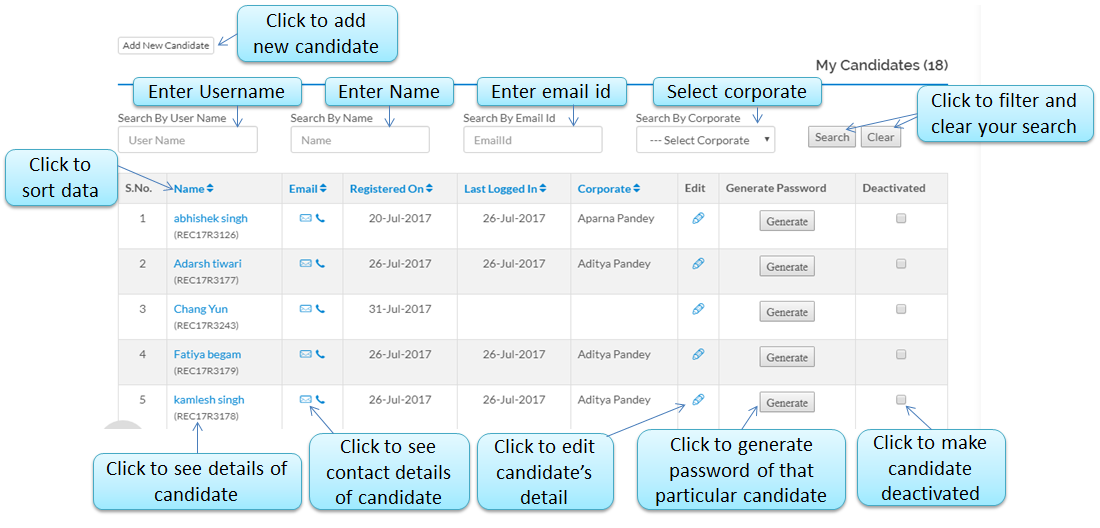 Click to add
new candidate
Add New Candidate
My Candidates (18)
Enter Username
Enter Name
Enter email id
Select corporate
Click to filter and
clear your search
Search By User Name
Search By Name
Search By Email Id
Search By Corporate
User Name
Name
EmailId
--- Select Corporate
Search
Clear
Click to
sort data
S.No. Name Email Registered On Last Logged In Corporate Edit Generate Password Deactivated
1 abhishek singh 20-Jul-2017 26-Jul-2017 Aparna Pandey Generate
(REC17R3126)
2 Adarsh tiwari 26-Jul-2017 26-Jul-2017 Aditya Pandey Generate
(REC17R3177)
3 Chang Yun 31-Jul-2017 Generate
(REC17R3243)
4 Fatiya begam 26-Jul-2017 26-Jul-2017 Aditya Pandey Generate
(REC17R3179)
5 kamlesh singh 26-Jul-2017 26-Jul-2017 Aditya Pandey Generate
(REC17R3178)
Click to see details of
candidate
Click to see
contact details
of candidate
Click to edit
candidate’s
detail
Click to generate
password of that
particular candidate
Click to make
candidate
deactivated